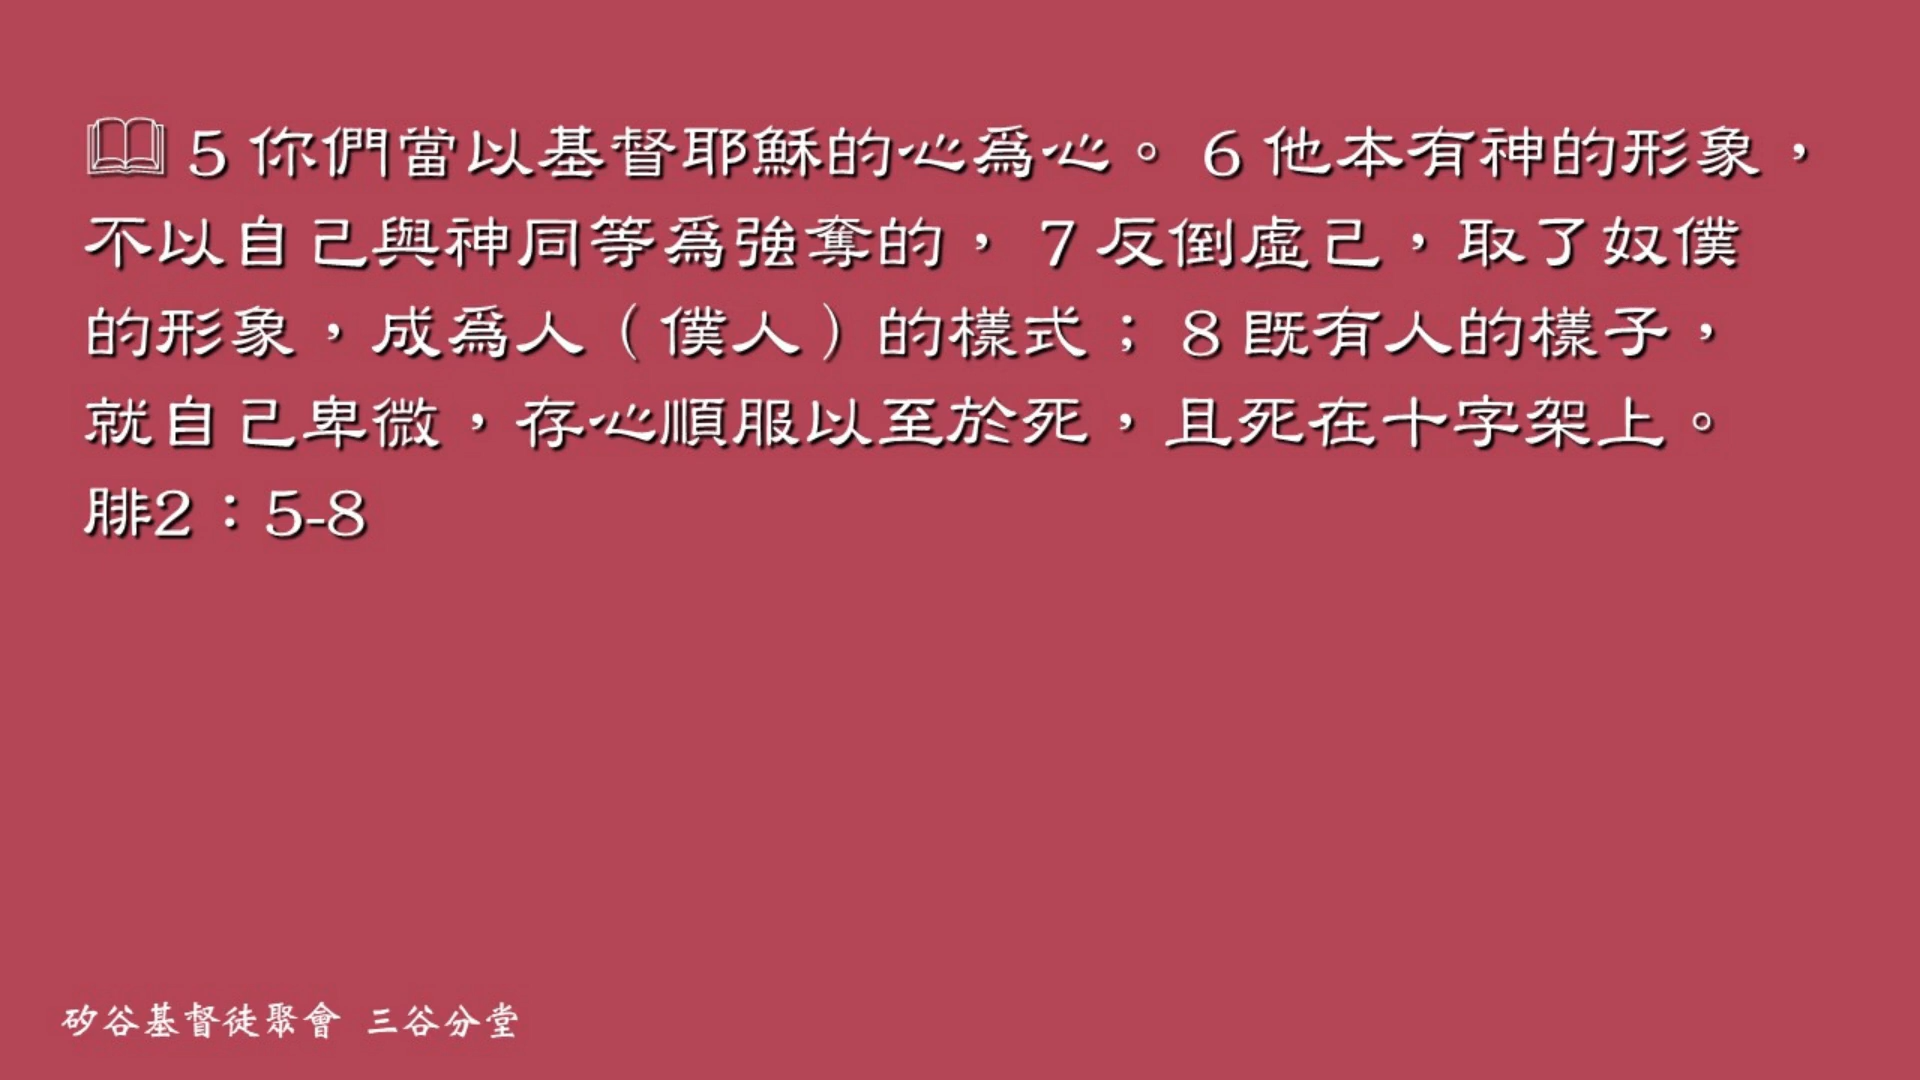 5 你們當以基督耶穌的心爲心。 6 他本有神的形象，
不以自己與神同等爲強奪的， 7 反倒虛己，取了奴僕
的形象，成爲人（僕人）的樣式； 8 既有人的樣子，
就自己卑微，存心順服以至於死，且死在十字架上。
腓2：5-8
矽谷基督徒聚會 三谷分堂